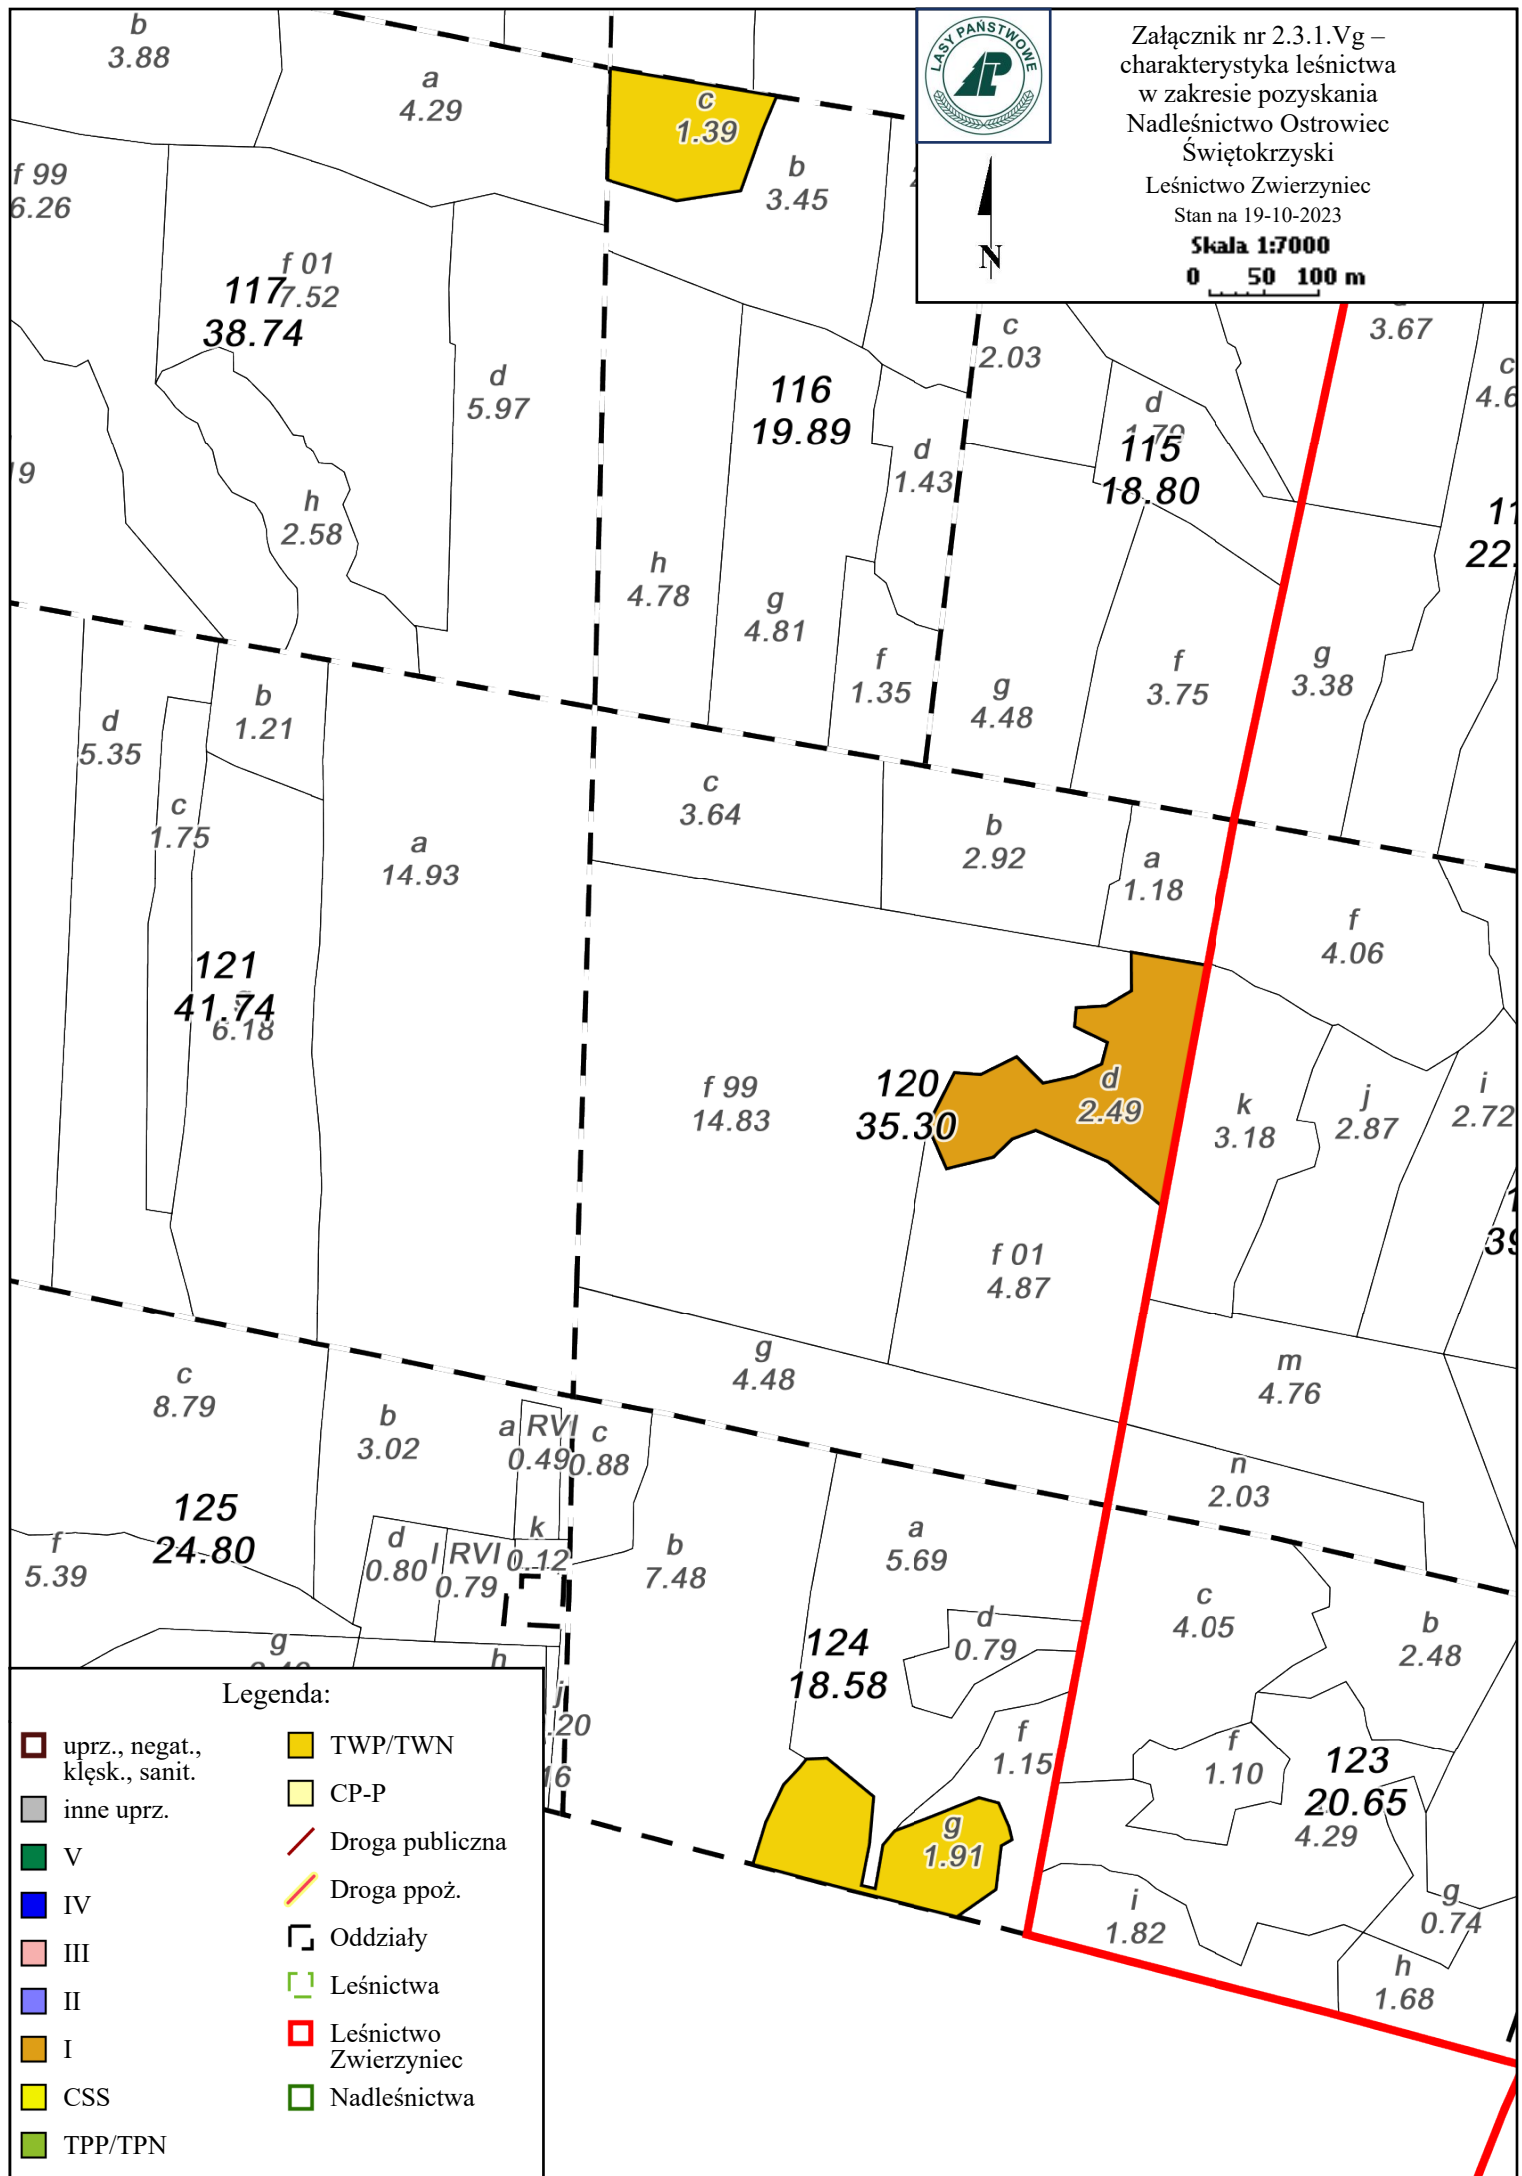 LASY PAŃSTWOWE
LP
Załącznik nr 2.3.1.Vg –
charakterystyka leśnictwa
w zakresie pozyskania
Nadleśnictwo Ostrowiec
Świętokrzyski
Leśnictwo Zwierzyniec
Stan na 19-10-2023
Skala 1:7000
0 50 100 m
N
b
3.88
a
4.29
c
1.39
b
3.45
f 99
6.26
f 01
7.52
117
38.74
d
5.97
h
2.58
116
19.89
d
1.43
h
4.78
g
4.81
f
1.35
c
2.03
d
115
18.80
3.67
c
g
4.48
f
3.75
g
3.38
d
5.35
b
1.21
c
1.75
a
14.93
121
41.74
6.18
c
3.64
b
2.92
a
1.18
f
4.06
f 99
14.83
120
35.30
d
2.49
k
3.18
j
2.87
i
2.72
f 01
4.87
g
4.48
m
4.76
n
2.03
c
8.79
b
3.02
a RVI
0.49
c
0.88
125
24.80
f
5.39
d
0.80
l RVI
0.79
k
0.12
b
7.48
a
5.69
g
h
j
d
0.79
124
18.58
f
1.15
g
1.91
c
4.05
b
2.48
f
1.10
123
20.65
4.29
i
1.82
g
0.74
h
1.68
Legenda:
uprz., negat.,
klęsk., sanit.
inne uprz.
V
IV
III
II
I
CSS
TPP/TPN
TWP/TWN
CP-P
Droga publiczna
Droga ppoż.
Oddziały
Leśnictwa
Leśnictwo
Zwierzyniec
Nadleśnictwa